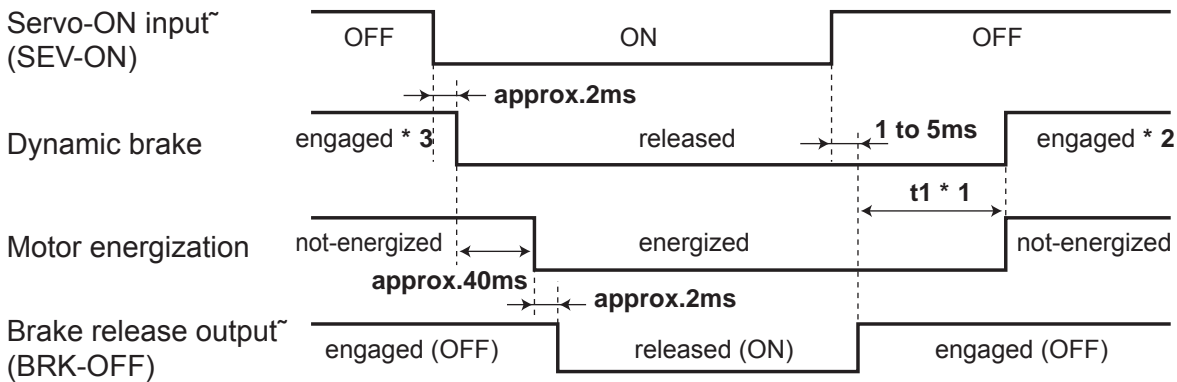 Servo-ON input˜
(SEV-ON)
OFF
ON
OFF
approx.2ms
Dynamic brake
engaged * 3
released
1 to 5ms
engaged * 2
t1 * 1
Motor energization
not-energized
energized
not-energized
approx.40ms
approx.2ms
Brake release output˜
(BRK-OFF)
engaged (OFF)
released (ON)
engaged (OFF)